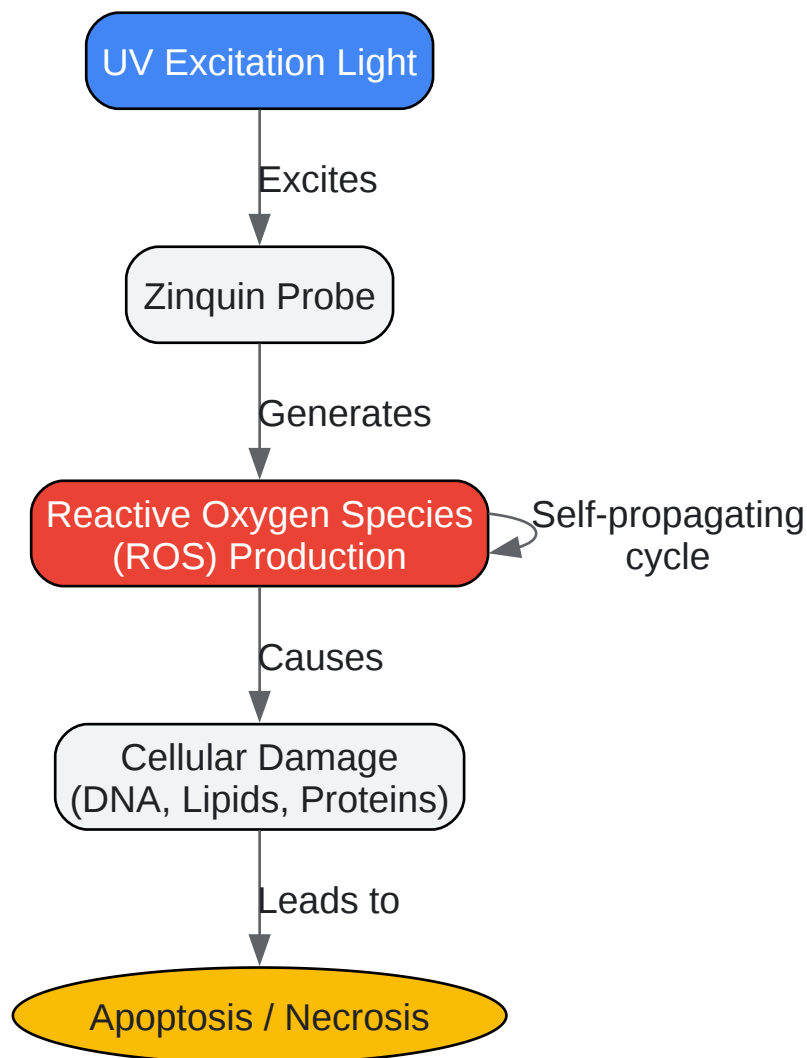 UV Excitation Light
Excites
Zinquin Probe
Generates
Reactive Oxygen Species
(ROS) Production
Self-propagating
cycle
Causes
Cellular Damage
(DNA, Lipids, Proteins)
Leads to
Apoptosis / Necrosis